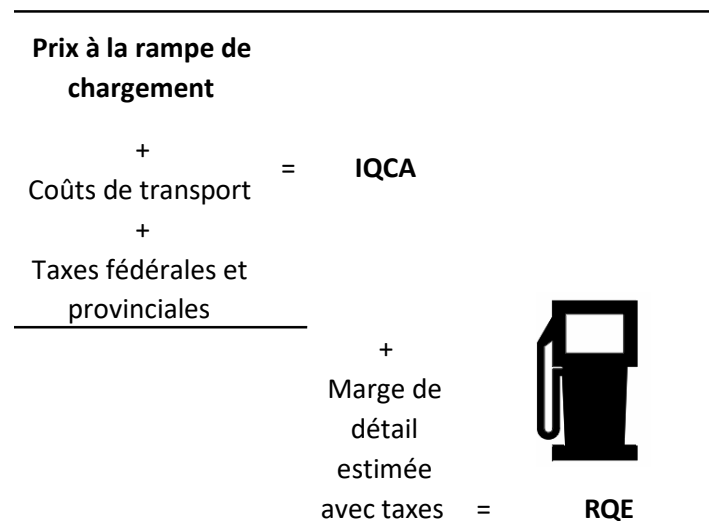 Prix à la rampe de
chargement
+
Coûts de transport
= IQCA
+
Taxes fédérales et
provinciales
+
Marge de
détail
estimée
avec taxes = RQE